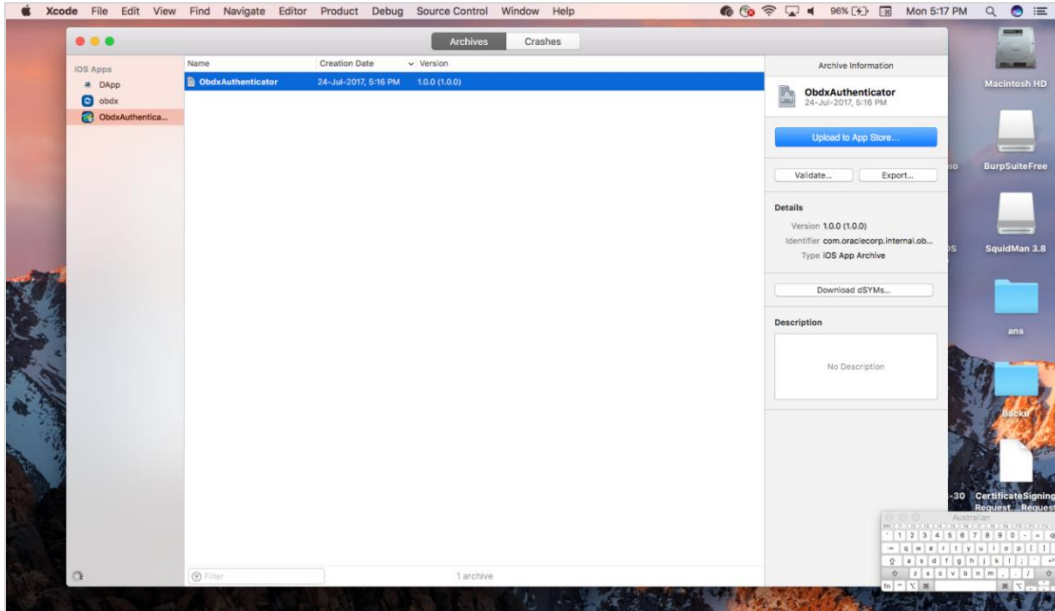 Xcode File Edit View Find Navigate Editor Product Debug Source Control Window Help 96% Mon 5:17 PM
Archives Crashes
iOS Apps
DApp
obdx
ObdxAuthentica...
Name Creation Date Version
ObdxAuthenticator 24-Jul-2017, 5:16 PM 1.0.0 (1.0.0)
Filter
1 archive
Archive Information
ObdxAuthenticator
24-Jul-2017, 5:16 PM
Upload to App Store...
Validate... Export...
Details
Version 1.0.0 (1.0.0)
Identifier com.oraclecorp.internal.ob...
Type iOS App Archive
Download dSYMs...
Description
No Description
Macintosh HD
BurpSuiteFree
SquidMan 3.8
ans
Backu
-30 CertificateSigning
Request... Request
Australian
1 2 3 4 5 6 7 8 9 0 - =
q w e r t y u i o p [ ]
a s d f g h j k l ; '
z x c v b n m , . /
fn